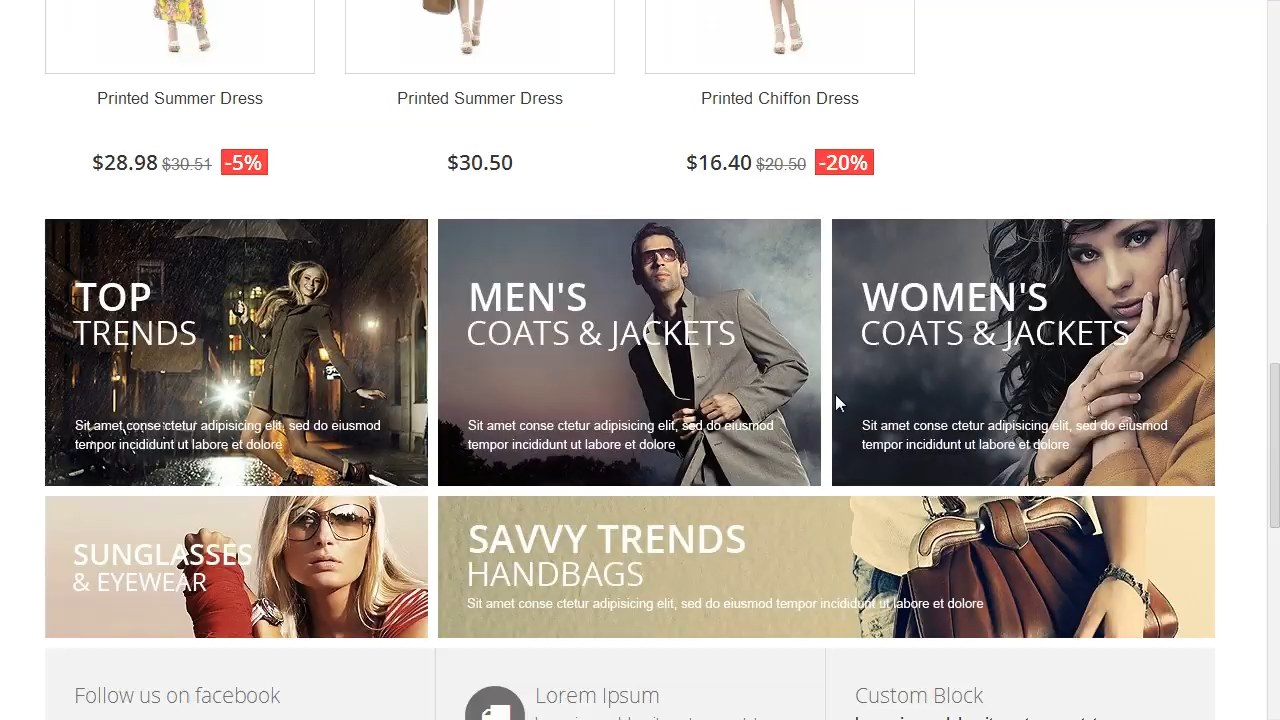 Printed Summer Dress
Printed Summer Dress
Printed Chiffon Dress
$28.98 $30.51 -5%
$30.50
$16.40 $20.50 -20%
TOP
TRENDS
Sit amet conse ctetur adipisicing elit, sed do eiusmod
tempor incididunt ut labore et dolore
MEN'S
COATS & JACKETS
Sit amet conse ctetur adipisicing elit, sed do eiusmod
tempor incididunt ut labore et dolore
WOMEN'S
COATS & JACKETS
Sit amet conse ctetur adipisicing elit, sed do eiusmod
tempor incididunt ut labore et dolore
SUNGLASSES
& EYEWEAR
SAVVY TRENDS
HANDBAGS
Sit amet conse ctetur adipisicing elit, sed do eiusmod tempor incididunt ut labore et dolore
Follow us on facebook
Lorem Ipsum
Custom Block